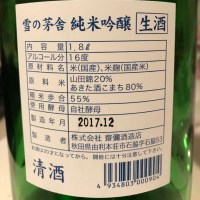 雪の茅舎 純米吟醸 生酒
内容量 1.8ℓ
アルコール分 16度
原材料名 米(国産)、米麹(国産米)
原料米 山田錦20%
あきた酒こまち80%
精米歩合 55%
使用酵母 自社酵母
製造年月 2017.12
製造者 株式会社 齋彌酒造店
秋田県由利本荘市石脇字石脇53
清酒
4 934803 000904